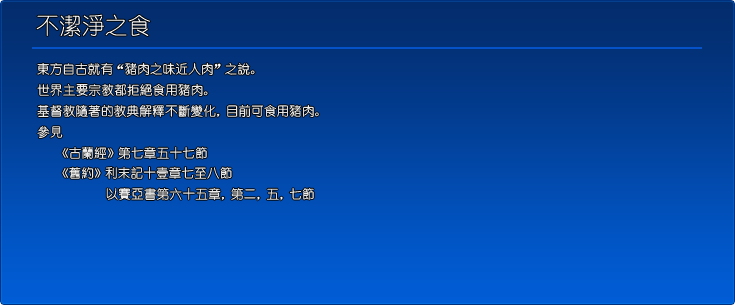 不潔淨之食
東方自古就有“豬肉之味近人肉”之說。
世界主要宗教都拒絕食用豬肉。
基督教隨著的教典解釋不斷變化, 目前可食用豬肉。
參見
《古蘭經》第七章五十七節
《舊約》利未記十壹章七至八節
以賽亞書第六十五章, 第二, 五, 七節